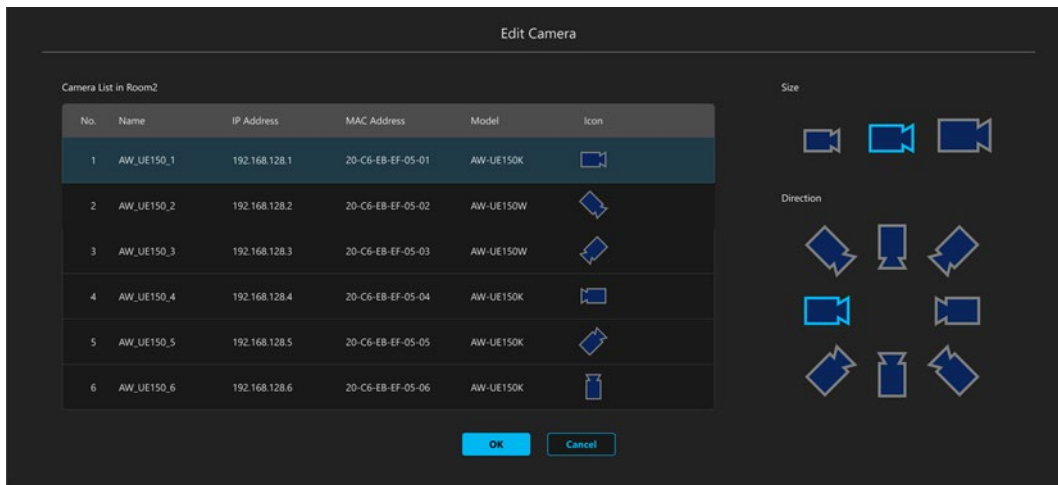 Edit Camera
Camera List in Room2
Size
No. Name IP Address MAC Address Model Icon
1 AW_UE150_1 192.168.128.1 20-C6-EB-EF-05-01 AW-UE150K
2 AW_UE150_2 192.168.128.2 20-C6-EB-EF-05-02 AW-UE150W
Direction
3 AW_UE150_3 192.168.128.3 20-C6-EB-EF-05-03 AW-UE150W
4 AW_UE150_4 192.168.128.4 20-C6-EB-EF-05-04 AW-UE150K
5 AW_UE150_5 192.168.128.5 20-C6-EB-EF-05-05 AW-UE150K
6 AW_UE150_6 192.168.128.6 20-C6-EB-EF-05-06 AW-UE150K
OK Cancel